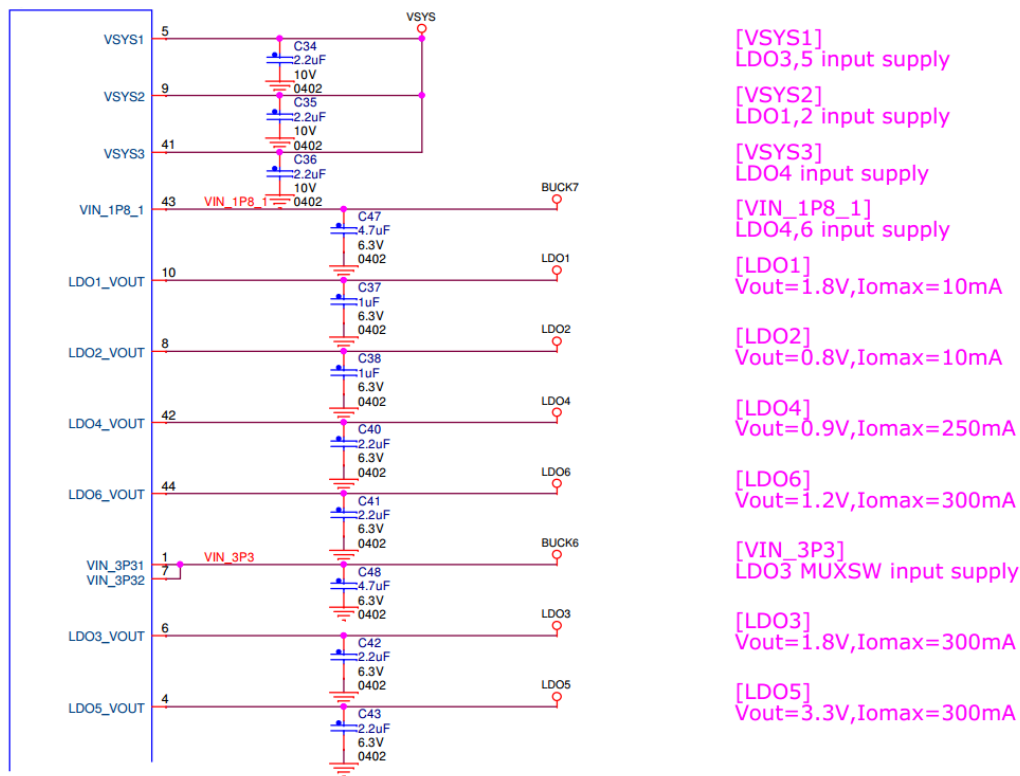 VSYS
VSYS1
5
C34
2.2uF
10V
0402
[VSYS1]
LDO3,5 input supply
VSYS2
9
C35
2.2uF
10V
0402
[VSYS2]
LDO1,2 input supply
VSYS3
41
C36
2.2uF
10V
0402
[VSYS3]
LDO4 input supply
VIN_1P8_1
43
VIN_1P8_1
BUCK7
C47
4.7uF
6.3V
0402
[VIN_1P8_1]
LDO4,6 input supply
LDO1_VOUT
10
LDO1
C37
1uF
6.3V
0402
[LDO1]
Vout=1.8V,Iomax=10mA
LDO2_VOUT
8
LDO2
C38
1uF
6.3V
0402
[LDO2]
Vout=0.8V,Iomax=10mA
LDO4_VOUT
42
LDO4
C40
2.2uF
6.3V
0402
[LDO4]
Vout=0.9V,Iomax=250mA
LDO6_VOUT
44
LDO6
C41
2.2uF
6.3V
0402
[LDO6]
Vout=1.2V,Iomax=300mA
VIN_3P31
1
VIN_3P32
7
VIN_3P3
BUCK6
C48
4.7uF
6.3V
0402
[VIN_3P3]
LDO3 MUXSW input supply
LDO3_VOUT
6
LDO3
C42
2.2uF
6.3V
0402
[LDO3]
Vout=1.8V,Iomax=300mA
LDO5_VOUT
4
LDO5
C43
2.2uF
6.3V
0402
[LDO5]
Vout=3.3V,Iomax=300mA